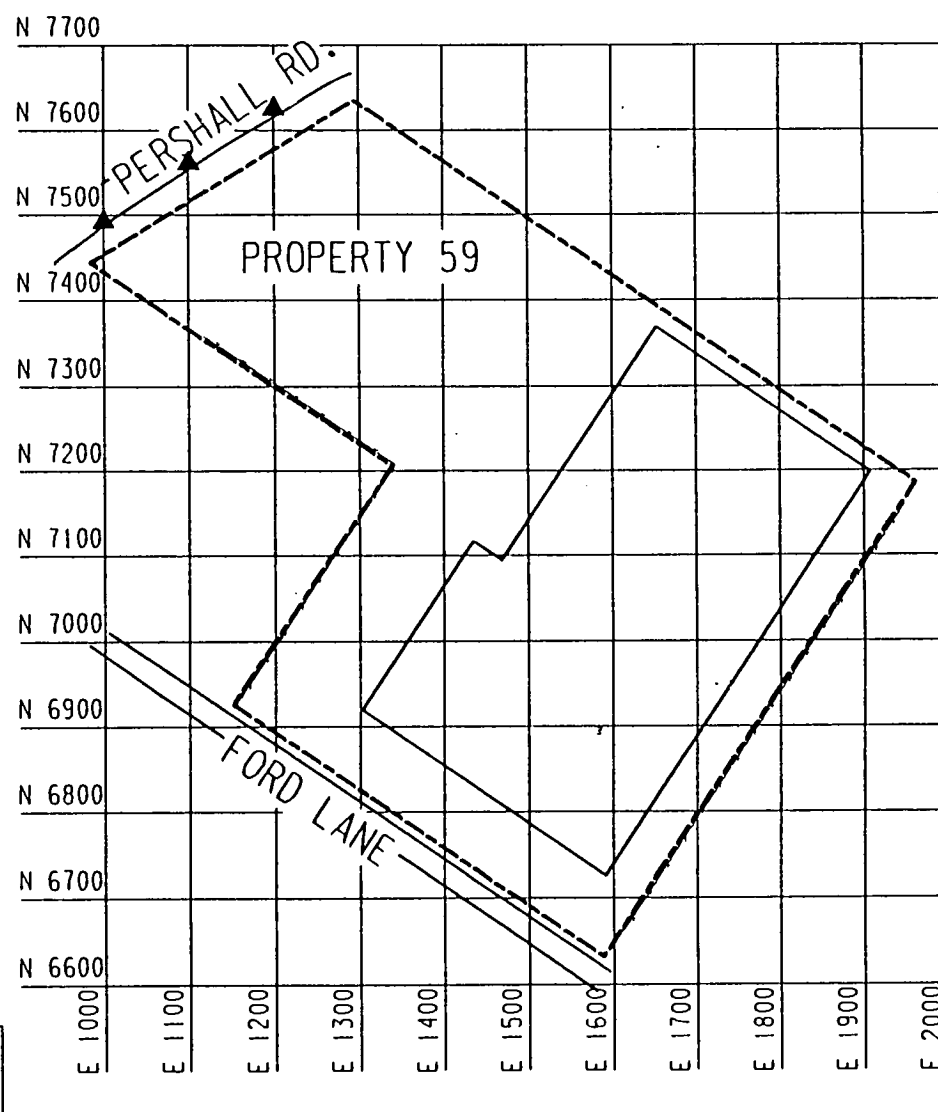 N 7700
PERSHALL RD.
N 7600
N 7500
PROPERTY 59
N 7400
N 7300
N 7200
N 7100
N 7000
N 6900
FORD LANE
N 6800
N 6700
N 6600
E 1000
E 1100
E 1200
E 1300
E 1400
E 1500
E 1600
E 1700
E 1800
E 1900
E 2000